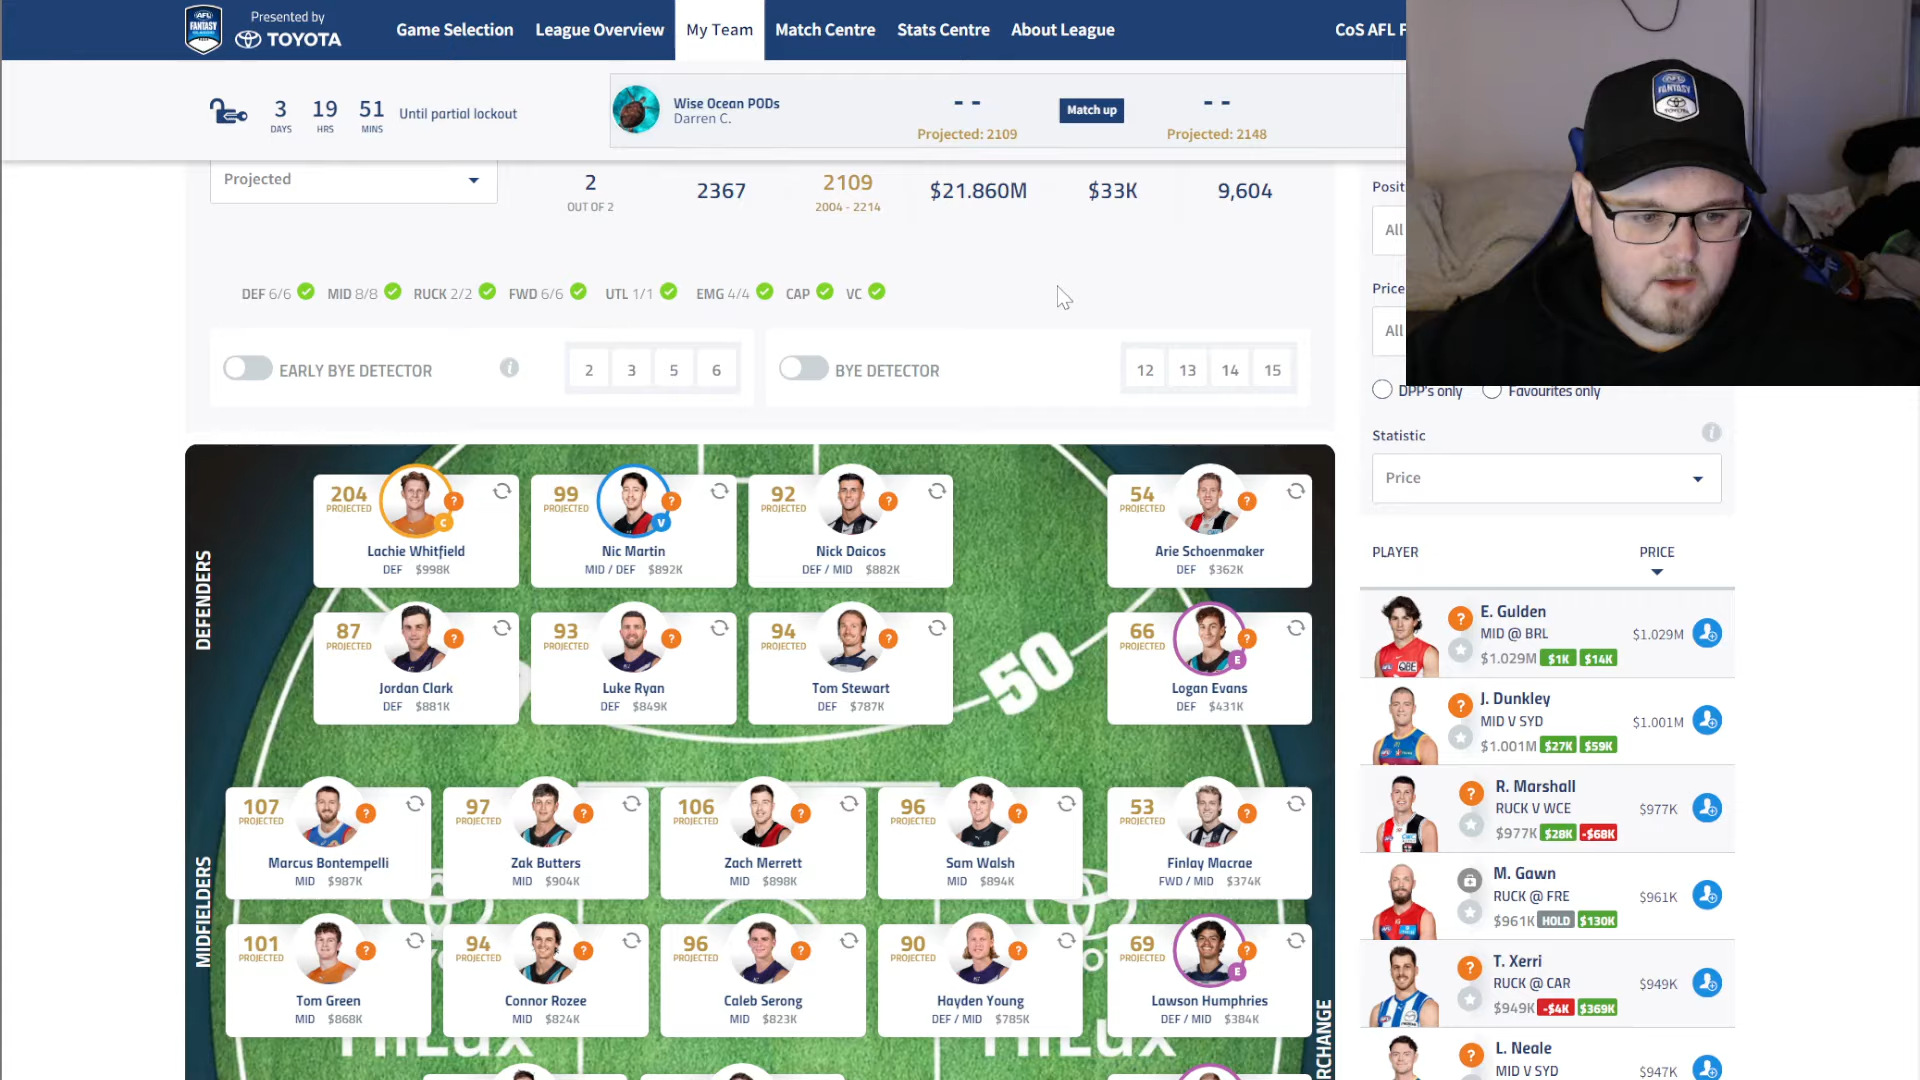 AFL
FANTASY
CLASSIC
Presented by
TOYOTA
Game Selection
League Overview
My Team
Match Centre
Stats Centre
About League
CoS AFL F
3
DAYS
19
HRS
51
MINS
Until partial lockout
Wise Ocean PODs
Darren C.
- -
Projected: 2109
Match up
- -
Projected: 2148
Projected
2
OUT OF 2
2367
2109
2004 - 2214
$21.860M
$33K
9,604
DEF 6/6
MID 8/8
RUCK 2/2
FWD 6/6
UTL 1/1
EMG 4/4
CAP
VC
EARLY BYE DETECTOR
i
2
3
5
6
BYE DETECTOR
12
13
14
15
Posit
All
Price
All
DPP's only
Favourites only
Statistic
i
Price
PLAYER
PRICE
DEFENDERS
204
PROJECTED
?
C
Lachie Whitfield
DEF $998K
99
PROJECTED
?
V
Nic Martin
MID / DEF $892K
92
PROJECTED
?
Nick Daicos
DEF / MID $882K
54
PROJECTED
?
Arie Schoenmaker
DEF $362K
87
PROJECTED
?
Jordan Clark
DEF $881K
93
PROJECTED
?
Luke Ryan
DEF $849K
94
PROJECTED
?
Tom Stewart
DEF $787K
50
66
PROJECTED
?
E
Logan Evans
DEF $431K
MIDFIELDERS
107
PROJECTED
?
Marcus Bontempelli
MID $987K
97
PROJECTED
?
Zak Butters
MID $904K
106
PROJECTED
?
Zach Merrett
MID $898K
96
PROJECTED
?
Sam Walsh
MID $894K
53
PROJECTED
?
Finlay Macrae
FWD / MID $374K
101
PROJECTED
?
Tom Green
MID $868K
94
PROJECTED
?
Connor Rozee
MID $824K
96
PROJECTED
?
Caleb Serong
MID $823K
90
PROJECTED
?
Hayden Young
DEF / MID $785K
69
PROJECTED
?
E
Lawson Humphries
DEF / MID $384K
HiLux
HiLux
RCHANGE
?
E. Gulden
MID @ BRL
$1.029M $1K $14K
$1.029M
?
J. Dunkley
MID V SYD
$1.001M $27K $59K
$1.001M
?
R. Marshall
RUCK V WCE
$977K $28K -$68K
$977K
M. Gawn
RUCK @ FRE
$961K HOLD $130K
$961K
?
T. Xerri
RUCK @ CAR
$949K -$4K $369K
$949K
?
L. Neale
MID V SYD
$947K
AFL
FANTASY
TOYOTA